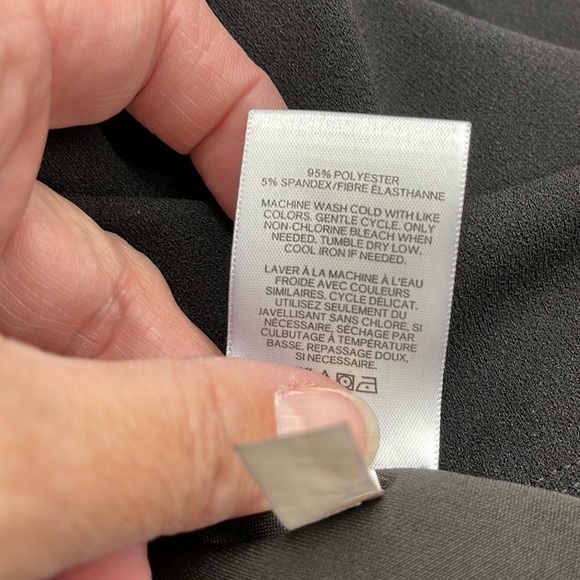 95% POLYESTER
5% SPANDEX/FIBRE ÉLASTHANNE
MACHINE WASH COLD WITH LIKE
COLORS. GENTLE CYCLE. ONLY
NON-CHLORINE BLEACH WHEN
NEEDED. TUMBLE DRY LOW.
COOL IRON IF NEEDED.
LAVER À LA MACHINE À L'EAU
FROIDE AVEC COULEURS
SIMILAIRES. CYCLE DÉLICAT.
UTILISEZ SEULEMENT DU
JAVELLISANT SANS CHLORE, SI
NÉCESSAIRE. SÉCHAGE PAR
CULBUTAGE À TEMPÉRATURE
BASSE. REPASSAGE DOUX,
SI NÉCESSAIRE.